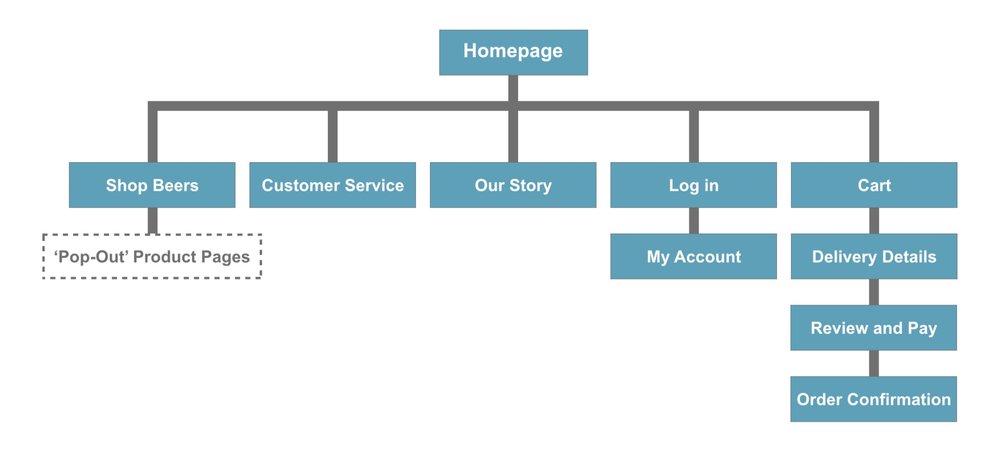 Homepage
Shop Beers
Customer Service
Our Story
Log in
Cart
‘Pop-Out’ Product Pages
My Account
Delivery Details
Review and Pay
Order Confirmation